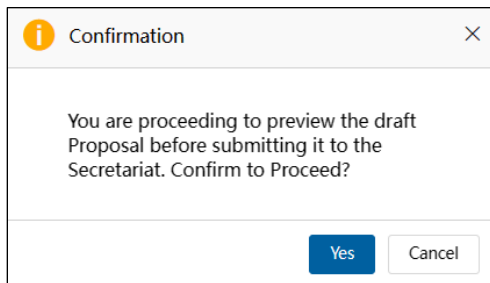 Confirmation
You are proceeding to preview the draft
Proposal before submitting it to the
Secretariat. Confirm to Proceed?
Yes
Cancel